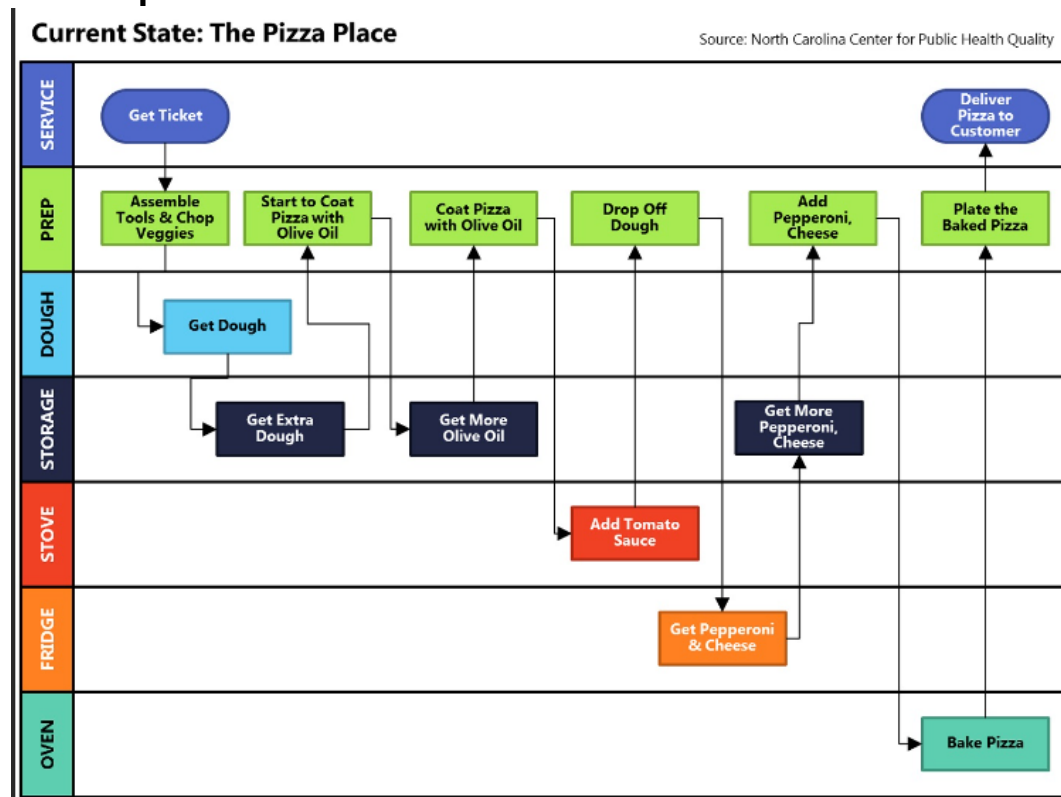 Current State: The Pizza Place
Source: North Carolina Center for Public Health Quality
SERVICE
Get Ticket
Deliver
Pizza to
Customer
PREP
Assemble
Tools & Chop
Veggies
Start to Coat
Pizza with
Olive Oil
Coat Pizza
with Olive Oil
Drop Off
Dough
Add
Pepperoni,
Cheese
Plate the
Baked Pizza
DOUGH
Get Dough
STORAGE
Get Extra
Dough
Get More
Olive Oil
Get More
Pepperoni,
Cheese
STOVE
Add Tomato
Sauce
FRIDGE
Get Pepperoni
& Cheese
OVEN
Bake Pizza